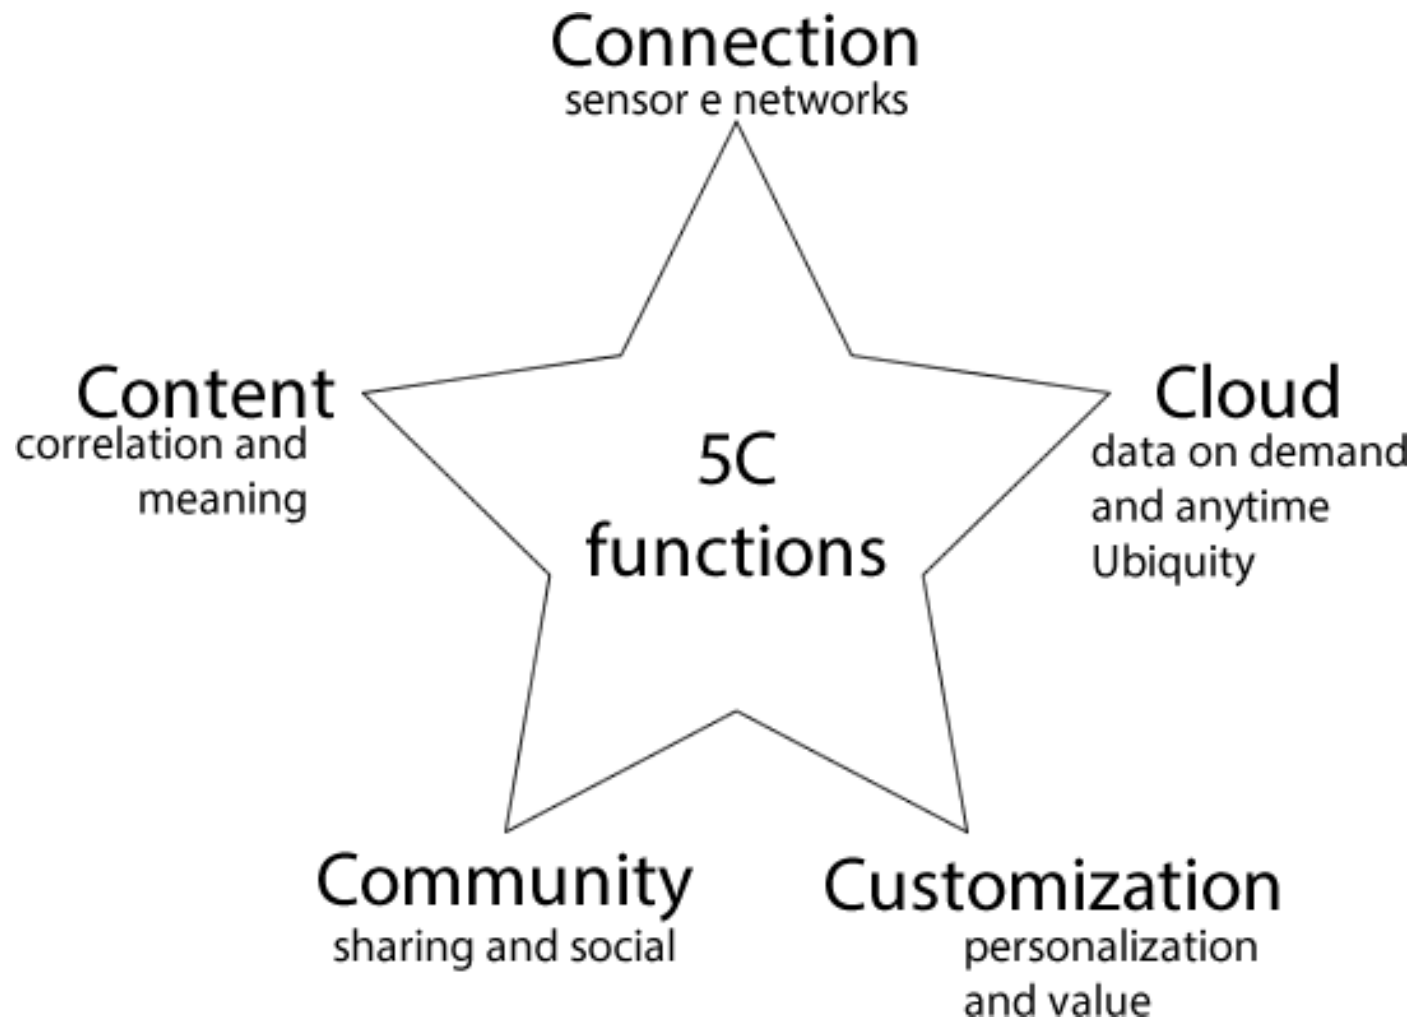 Connection
sensor e networks
Content
correlation and
meaning
5C
functions
Cloud
data on demand
and anytime
Ubiquity
Community
sharing and social
Customization
personalization
and value